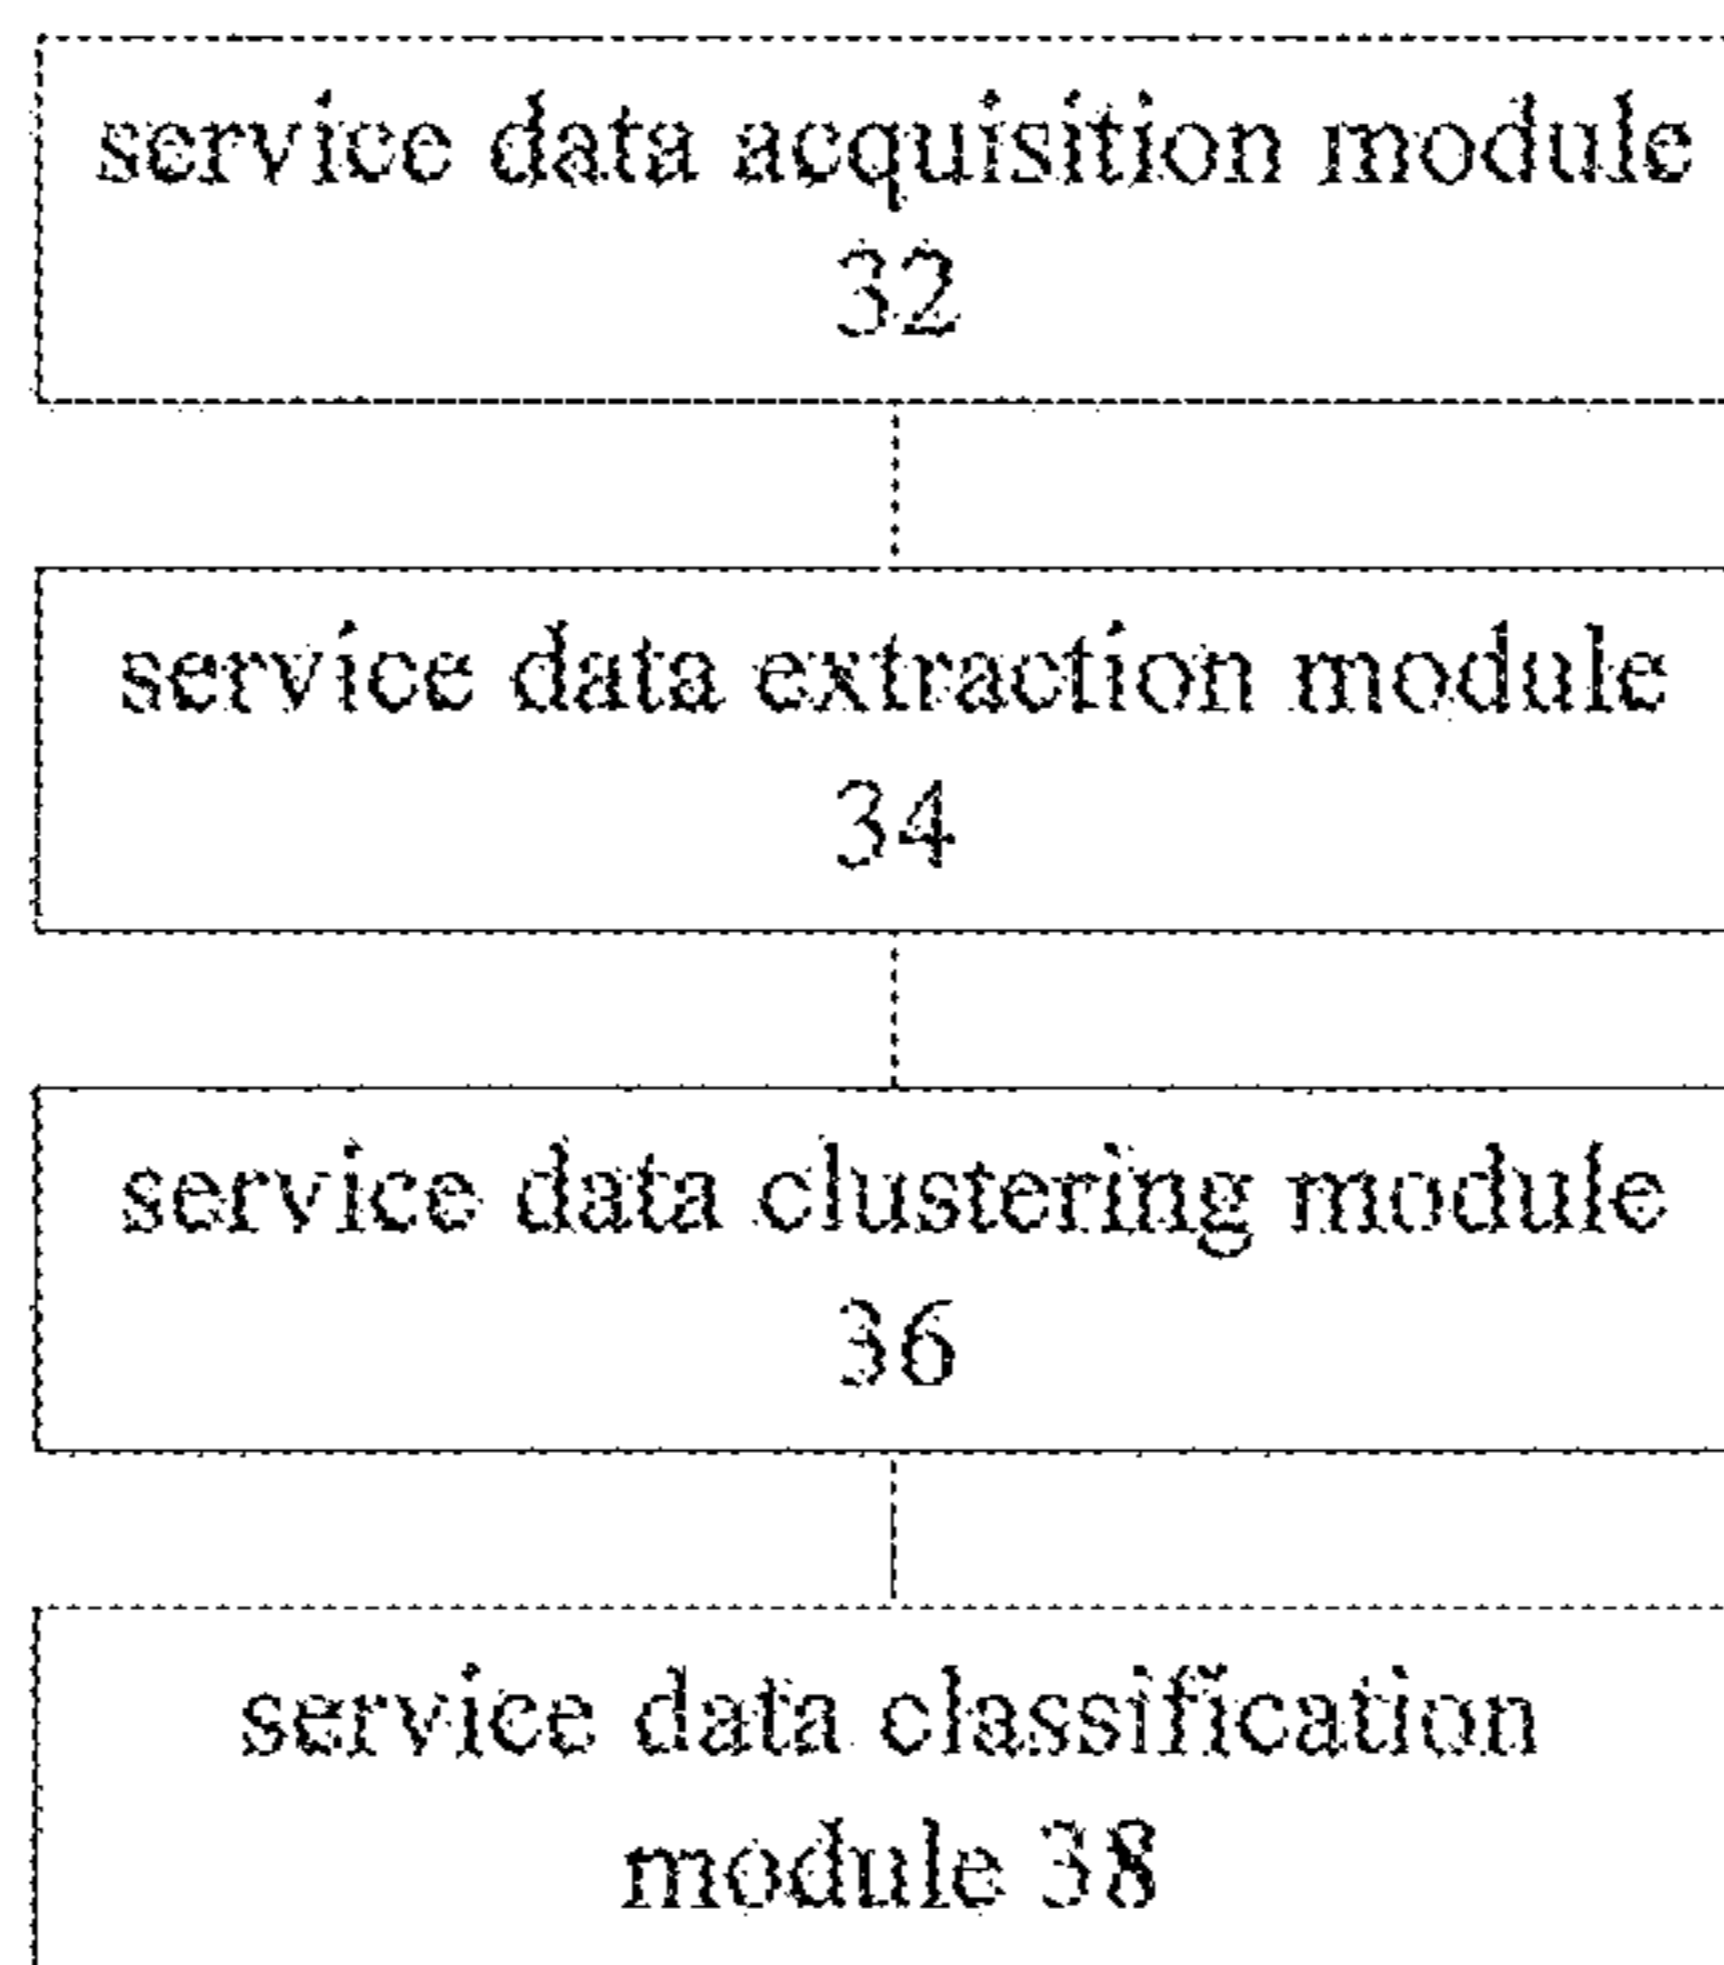 service data acquisition module
32
service data extraction module
34
service data clustering module
36
service data classification
module 38